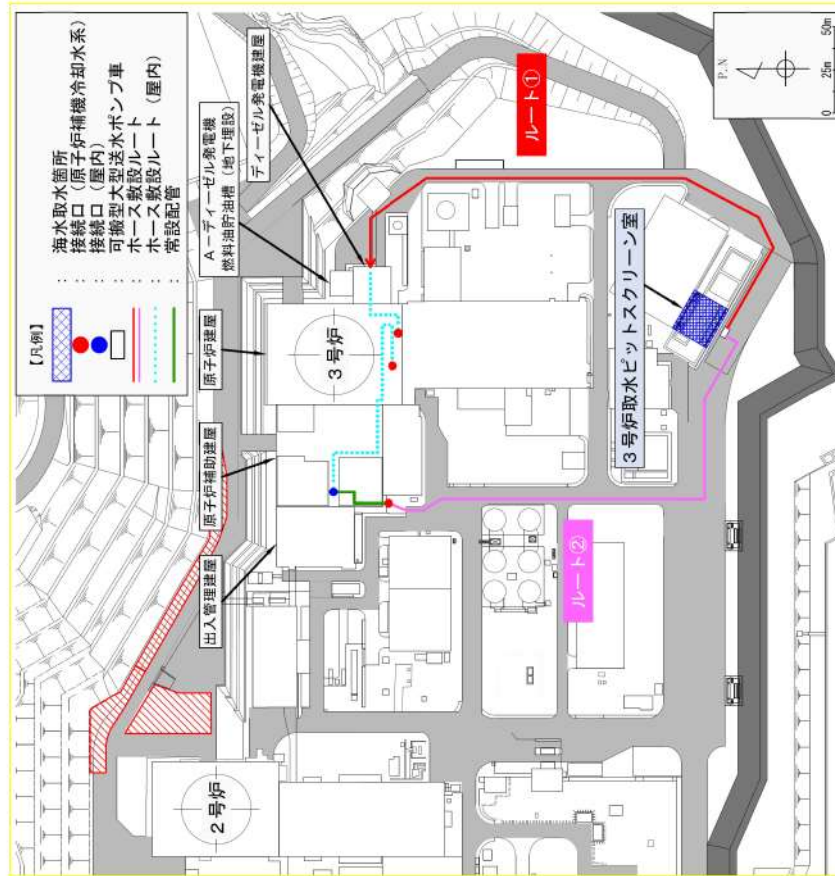 【凡例】
: 海水取水箇所
: 接続口（原子炉補機冷却水系）
: 接続口（屋内）
: 可搬型大型送水ポンプ車
: ホース敷設ルート
: ホース敷設ルート（屋内）
: 常設配管
P.N
0 25m 50m
A－ディーゼル発電機
燃料油貯油槽（地下埋設）
ディーゼル発電機建屋
原子炉建屋
原子炉補助建屋
出入管理建屋
3号炉
2号炉
ルート①
ルート②
3号炉取水ピットスクリーン室